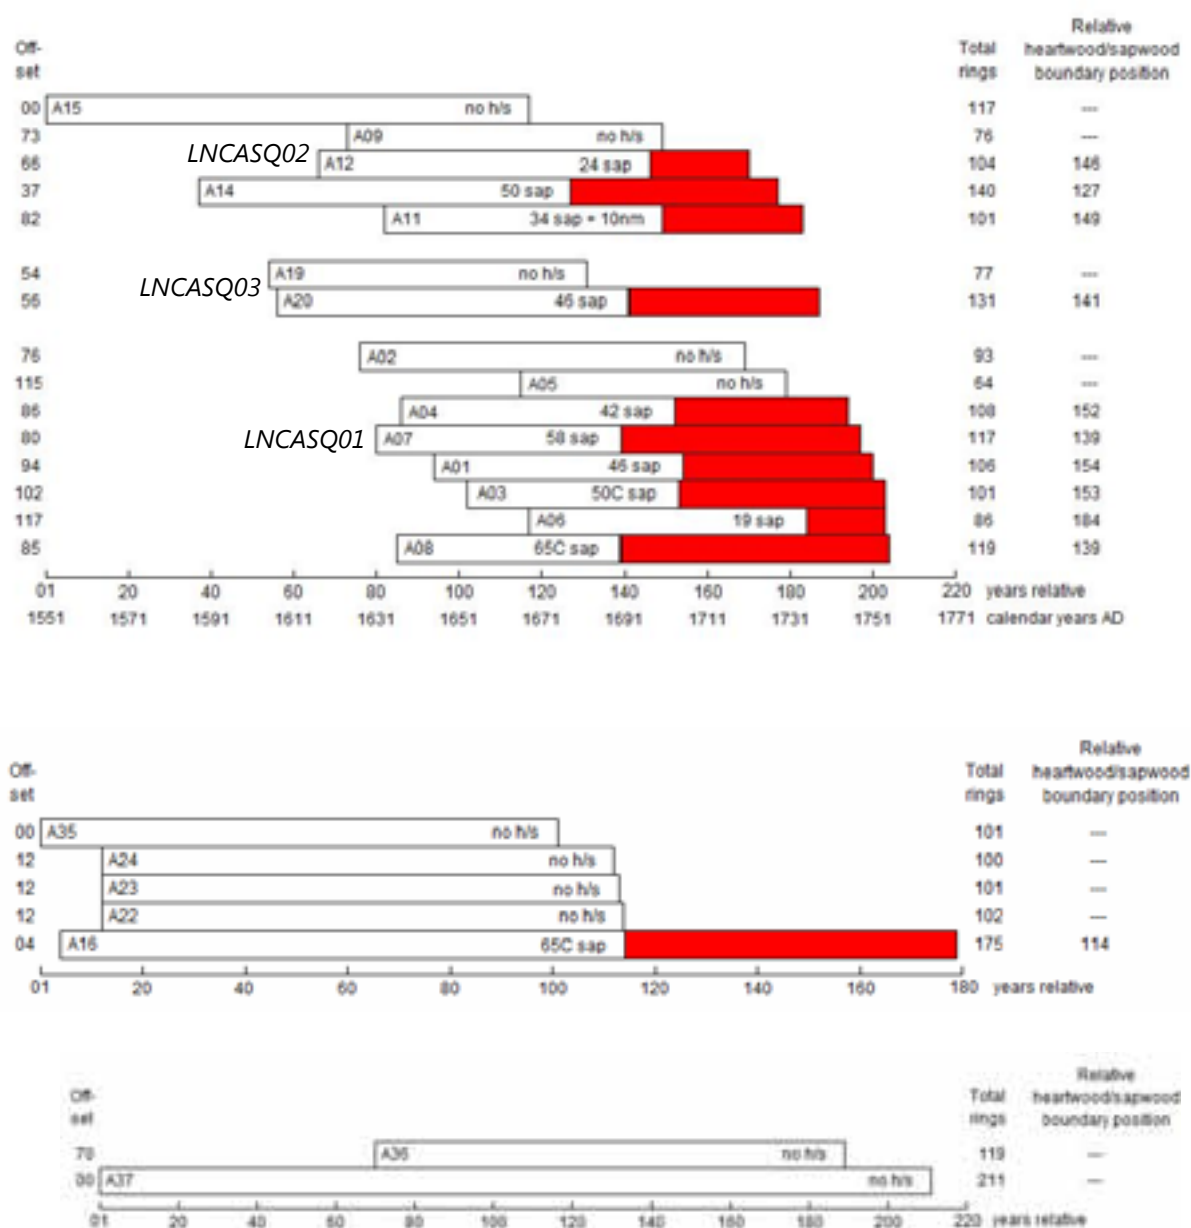 Off-set Total rings Relative heartwood/sapwood boundary position
00 A15 no h/s 117 ---
73 A09 no h/s 76 ---
LNCASQ02
66 A12 24 sap 104 146
37 A14 50 sap 140 127
82 A11 34 sap = 10nm 101 149
54 A19 no h/s 77 ---
LNCASQ03
56 A20 46 sap 131 141
76 A02 no h/s 93 ---
115 A05 no h/s 64 ---
86 A04 42 sap 108 152
LNCASQ01
80 A07 58 sap 117 139
94 A01 46 sap 106 154
102 A03 50C sap 101 153
117 A06 19 sap 86 184
85 A08 65C sap 119 139
01 20 40 60 80 100 120 140 160 180 200 220 years relative
1551 1571 1591 1611 1631 1651 1671 1691 1711 1731 1751 1771 calendar years AD
Off-set Total rings Relative heartwood/sapwood boundary position
00 A35 no h/s 101 ---
12 A24 no h/s 100 ---
12 A23 no h/s 101 ---
12 A22 no h/s 102 ---
04 A16 65C sap 175 114
01 20 40 60 80 100 120 140 160 180 years relative
Off-set Total rings Relative heartwood/sapwood boundary position
70 A36 no h/s 119 ---
00 A37 no h/s 211 ---
01 20 40 60 80 100 120 140 160 180 200 220 years relative